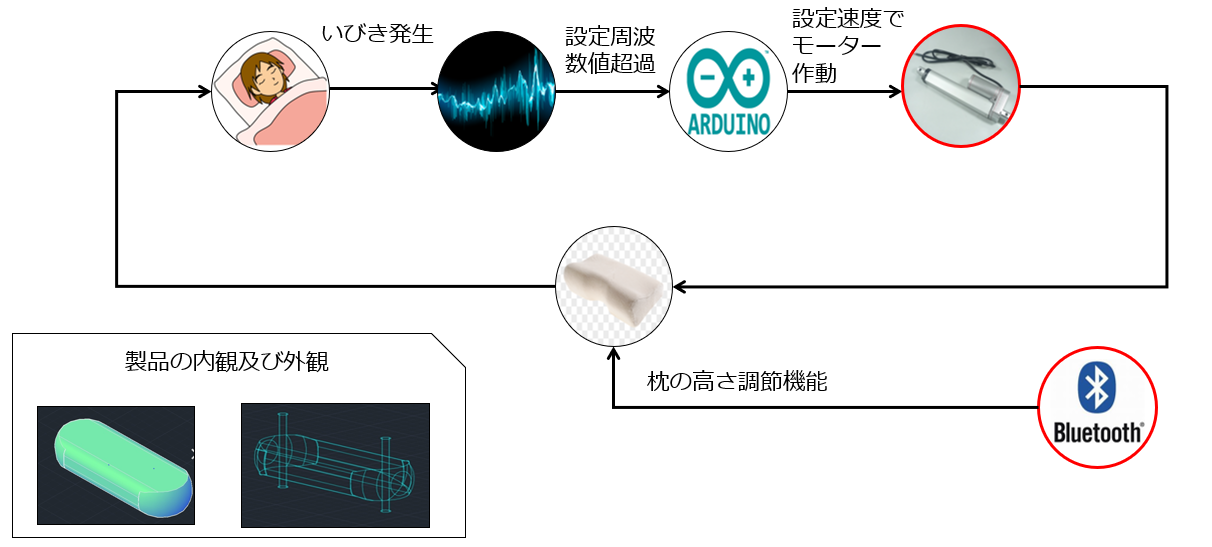 いびき発生
設定周波
数値超過
設定速度で
モーター
作動
ARDUINO
製品の内観及び外観
枕の高さ調節機能
Bluetooth®